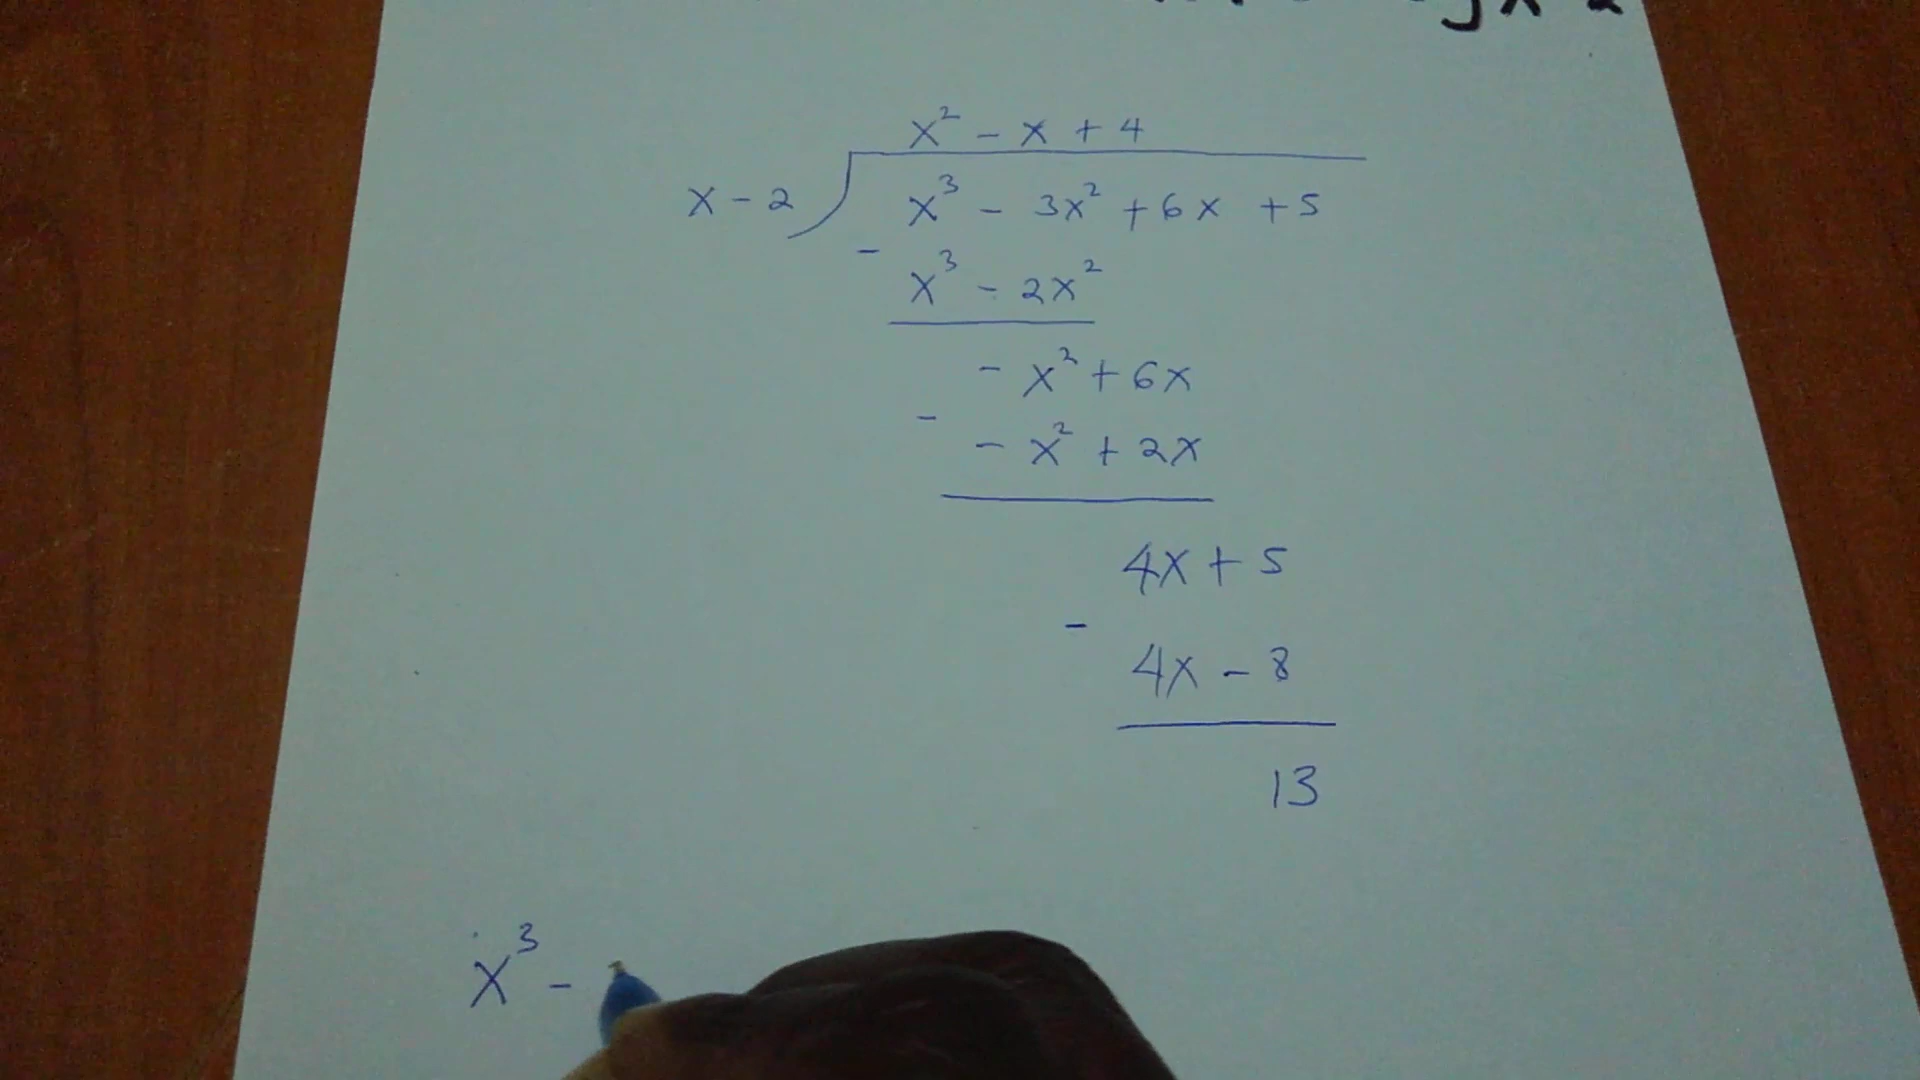 x² - x + 4
x - 2 ) x³ - 3x² + 6x + 5
- x³ - 2x²
- x² + 6x
- - x² + 2x
4x + 5
- 4x - 8
13
x³ -